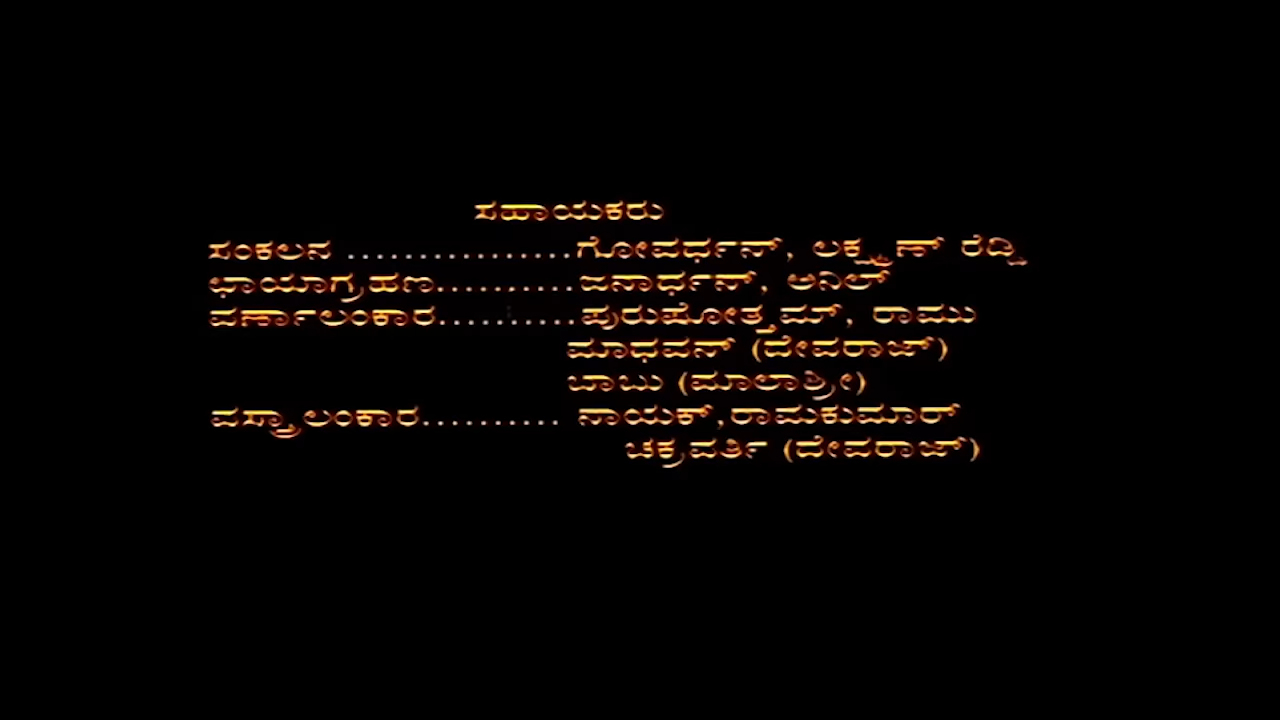 ಸಹಾಯಕರು
ಸಂಕಲನ ................ಗೋವರ್ಧನ್, ಲಕ್ಷ್ಮಣ್ ರೆಡ್ಡಿ
ಛಾಯಾಗ್ರಹಣ..........ಜನಾರ್ಧನ್, ಅನಿಲ್
ವರ್ಣಾಲಂಕಾರ..........ಪುರುಷೋತ್ತಮ್, ರಾಮು
ಮಾಧವನ್ (ದೇವರಾಜ್)
ಬಾಬು (ಮಾಲಾಶ್ರೀ)
ವಸ್ತ್ರಾಲಂಕಾರ.......... ನಾಯಕ್,ರಾಮಕುಮಾರ್
ಚಕ್ರವರ್ತಿ (ದೇವರಾಜ್)